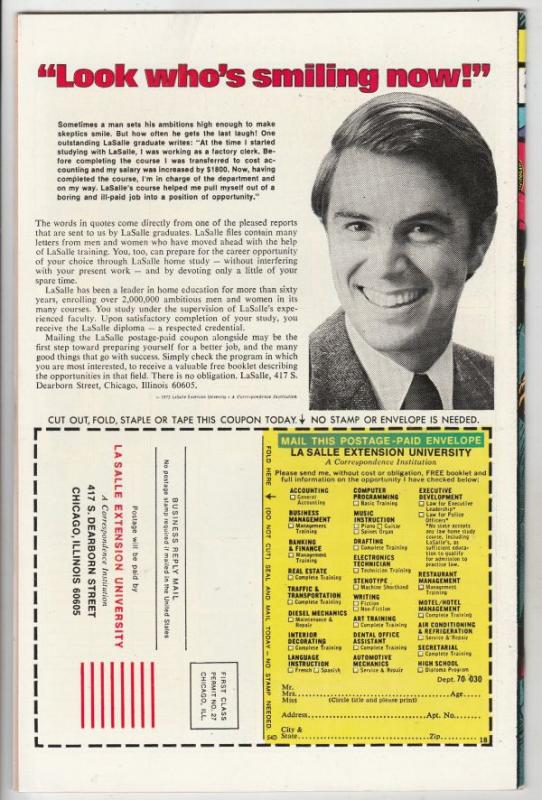 “Look who's smiling now!”
Sometimes a man sets his ambitions high enough to make
skeptics smile. But how often he gets the last laugh! One
outstanding LaSalle graduate writes: “At the time I started
studying with LaSalle, I was working as a factory clerk. Be-
fore completing the course I was transferred to cost ac-
counting and my salary was increased by $1800. Now, having
completed the course, I'm in charge of the department and
on my way. LaSalle's course helped me pull myself out of a
boring and ill-paid job into a position of opportunity.”
The words in quotes come directly from one of the pleased reports
that are sent to us by LaSalle graduates. LaSalle files contain many
letters from men and women who have moved ahead with the help
of LaSalle training. You, too, can prepare for the career opportunity
of your choice through LaSalle home study — without interfering
with your present work — and by devoting only a little of your
spare time.
LaSalle has been a leader in home education for more than sixty
years, enrolling over 2,000,000 ambitious men and women in its
many courses. You study under the supervision of LaSalle's expe-
rienced faculty. Upon satisfactory completion of your study, you
receive the LaSalle diploma — a respected credential.
Mailing the LaSalle postage-paid coupon alongside may be the
first step toward preparing yourself for a better job, and the many
good things that go with success. Simply check the program in which
you are most interested, to receive a valuable free booklet describing
the opportunities in that field. There is no obligation. LaSalle, 417 S.
Dearborn Street, Chicago, Illinois 60605.
LaSalle Extension University • A Correspondence Institution
CUT OUT, FOLD, STAPLE OR TAPE THIS COUPON TODAY. ↓ NO STAMP OR ENVELOPE IS NEEDED.
FIRST CLASS
PERMIT NO. 27
CHICAGO, ILL.
BUSINESS REPLY MAIL
No postage stamp required if mailed in the United States
Postage will be paid by
LA SALLE EXTENSION UNIVERSITY
A Correspondence Institution
417 S. DEARBORN STREET
CHICAGO, ILLINOIS 60605
FOLD HERE → (DO NOT CUT) SEAL AND MAIL TODAY — NO STAMP NEEDED.
MAIL THIS POSTAGE-PAID ENVELOPE
LA SALLE EXTENSION UNIVERSITY
A Correspondence Institution
Please send me, without cost or obligation, FREE booklet and
full information on the opportunity I have checked below:
ACCOUNTING
General
Accounting
BUSINESS
MANAGEMENT
Management
Training
BANKING
& FINANCE
Management
Training
REAL ESTATE
Complete Training
TRAFFIC &
TRANSPORTATION
Complete Training
DIESEL MECHANICS
Maintenance &
Repair
INTERIOR
DECORATING
Complete Training
LANGUAGE
INSTRUCTION
French Spanish
COMPUTER
PROGRAMMING
Basic Training
MUSIC
INSTRUCTION
Piano Guitar
Spinet Organ
DRAFTING
Complete Training
ELECTRONICS
TECHNICIAN
Technician Training
STENOTYPE
Machine Shorthand
WRITING
Fiction
Non-Fiction
ART TRAINING
Complete Training
DENTAL OFFICE
ASSISTANT
Complete Training
AUTOMOTIVE
MECHANICS
Service & Repair
EXECUTIVE
DEVELOPMENT
Law for Executive
Leadership*
Law for Police
Officers*
*No state accepts
any law home study
course, including
LaSalle's, as
sufficient educa-
tion to qualify
for admission to
practice law.
RESTAURANT
MANAGEMENT
Management
Training
MOTEL/HOTEL
MANAGEMENT
Complete Training
AIR CONDITIONING
& REFRIGERATION
Service & Repair
SECRETARIAL
Complete Training
HIGH SCHOOL
Diploma Program
Dept. 70-030
Mr.
Mrs.
Miss (Circle title and please print) Age
Address Apt. No.
City &
State Zip
18